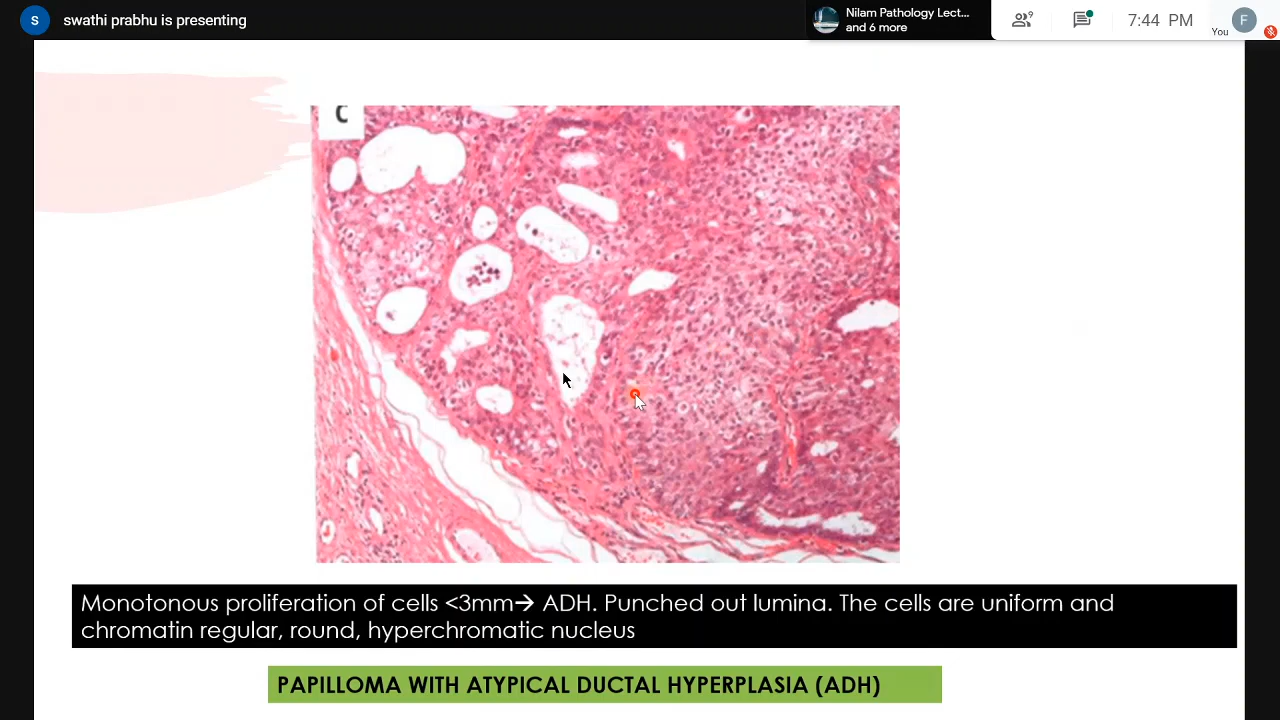 S swathi prabhu is presenting
Nilam Pathology Lect...
and 6 more
9
7:44 PM
You
F
C
Monotonous proliferation of cells <3mm→ ADH. Punched out lumina. The cells are uniform and
chromatin regular, round, hyperchromatic nucleus
PAPILLOMA WITH ATYPICAL DUCTAL HYPERPLASIA (ADH)